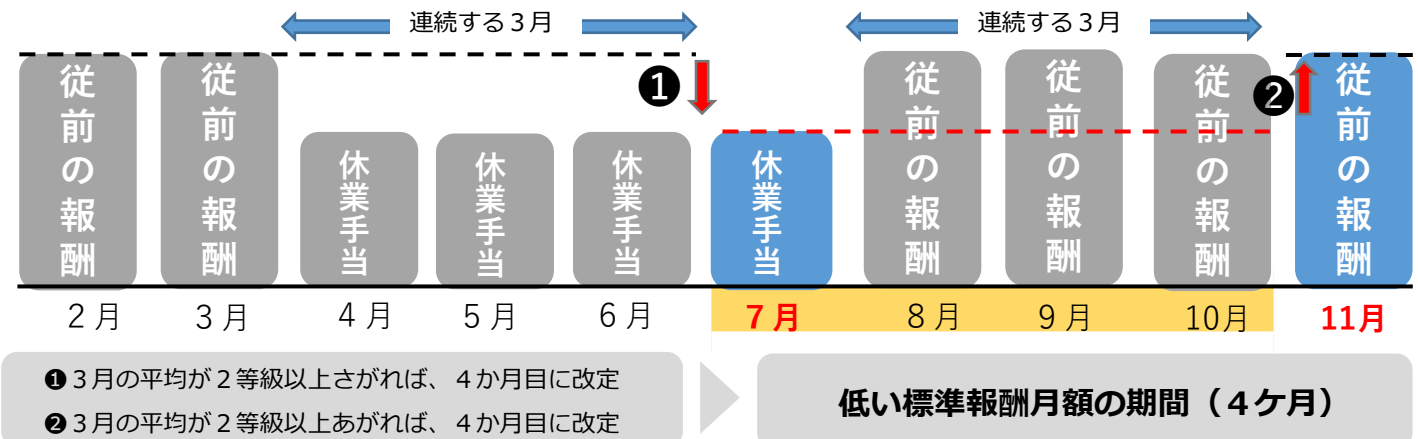 連続する３月
連続する３月
❶
❷
従前の報酬
従前の報酬
休業手当
休業手当
休業手当
休業手当
従前の報酬
従前の報酬
従前の報酬
従前の報酬
2月
3月
4月
5月
6月
7月
8月
9月
10月
11月
❶３月の平均が２等級以上さがれば、４か月目に改定
❷３月の平均が２等級以上あがれば、４か月目に改定
低い標準報酬月額の期間（４ケ月）